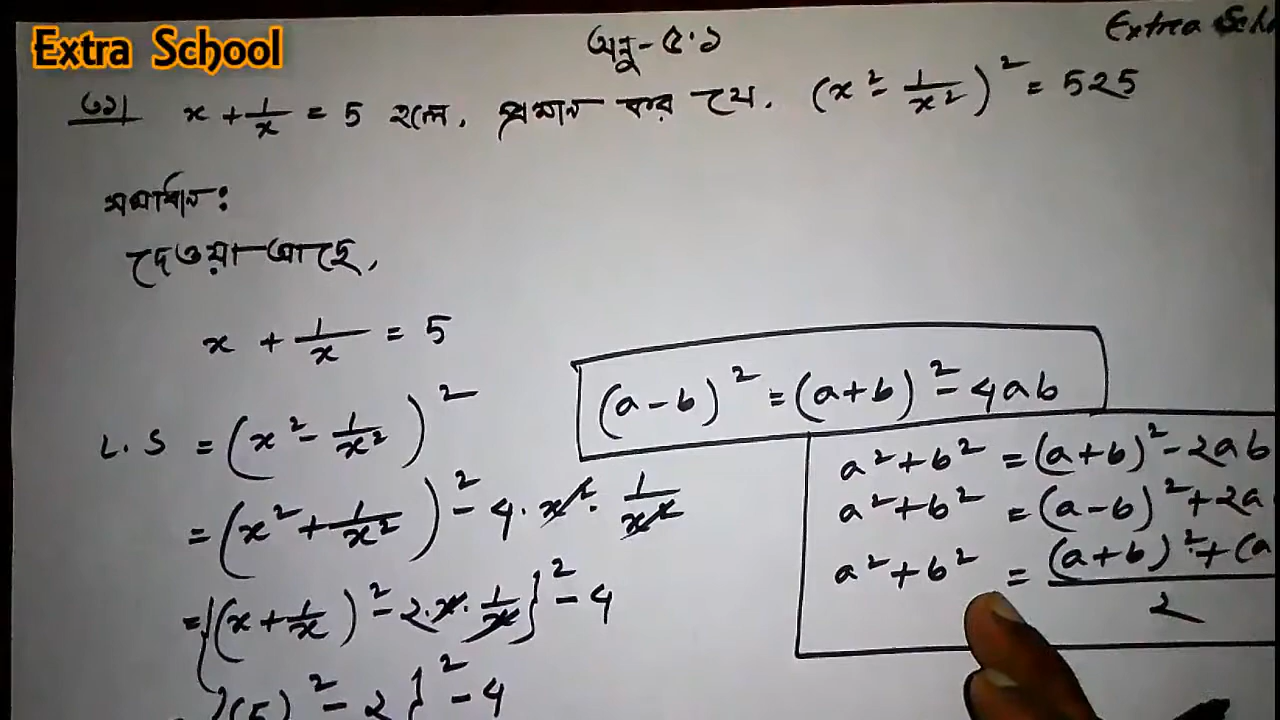 Extra School
অনু-৫.১
Extra Sch
৩১| x + 1/x = 5 হলে, প্রমান কর যে, (x² - 1/x²)² = 525
সমাধান:
দেওয়া আছে,
x + 1/x = 5
L.S = (x² - 1/x²)²
= (x² + 1/x²)² - 4·x²·1/x²
= {(x + 1/x)² - 2·x·1/x}² - 4
{(5)² - 2}² - 4
(a-b)² = (a+b)² - 4ab
a² + b² = (a+b)² - 2ab
a² + b² = (a-b)² + 2a
a² + b² = (a+b)² + (a / 2